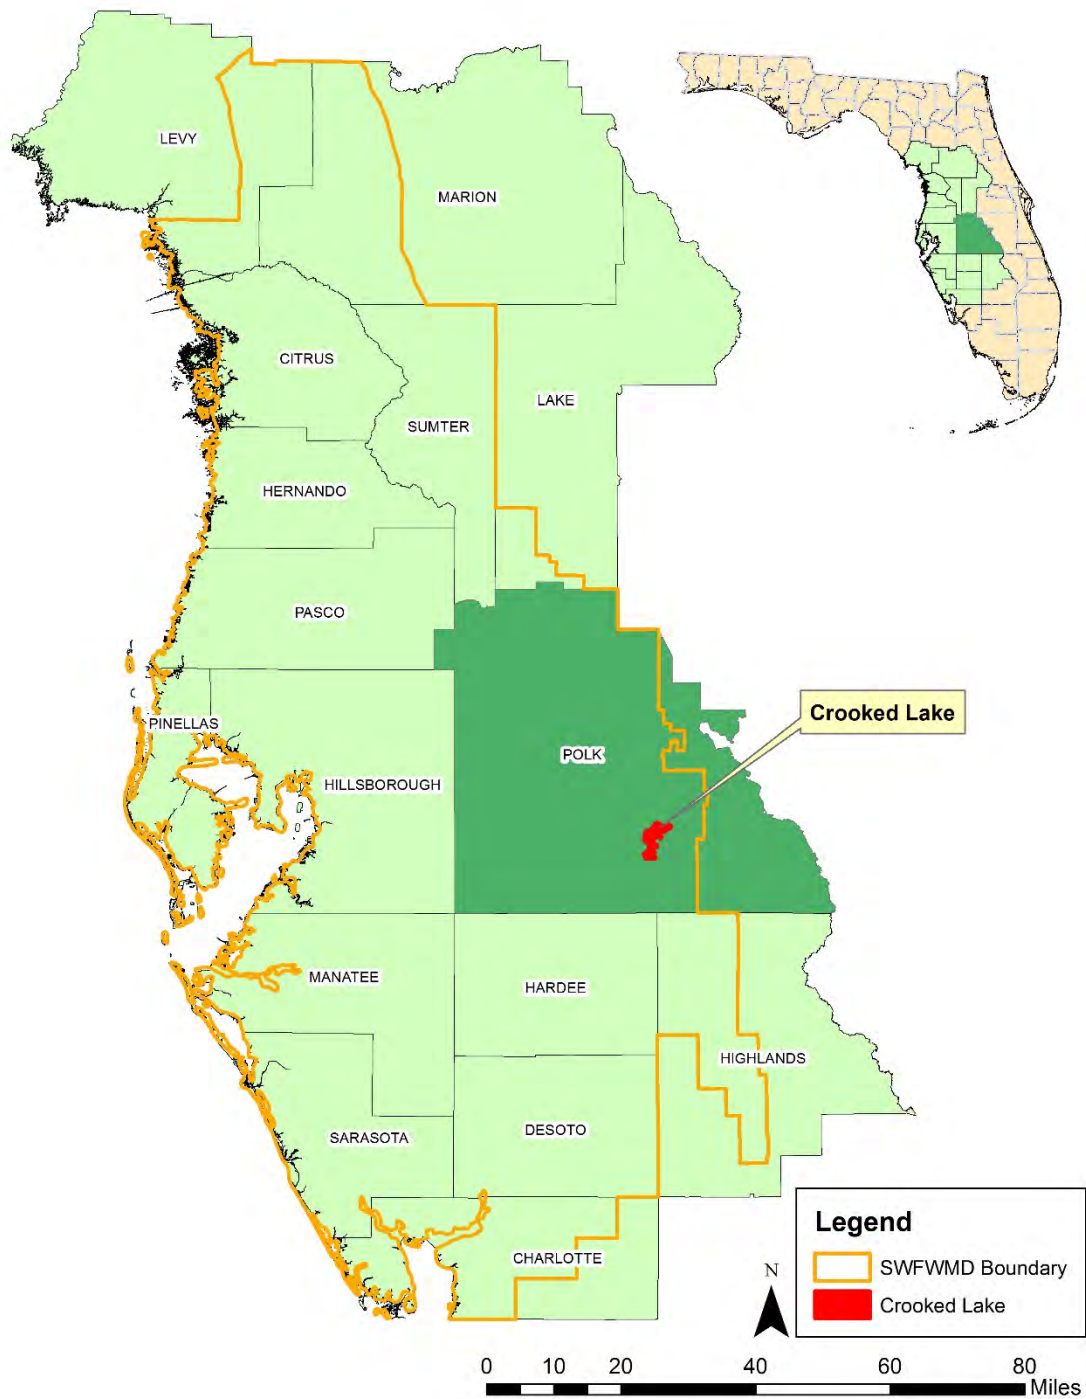 LEVY
MARION
CITRUS
LAKE
SUMTER
HERNANDO
PASCO
Crooked Lake
PINELLAS
POLK
HILLSBOROUGH
MANATEE
HARDEE
HIGHLANDS
DESOTO
SARASOTA
CHARLOTTE
Legend
SWFWMD Boundary
Crooked Lake
N
0 10 20 40 60 80
Miles